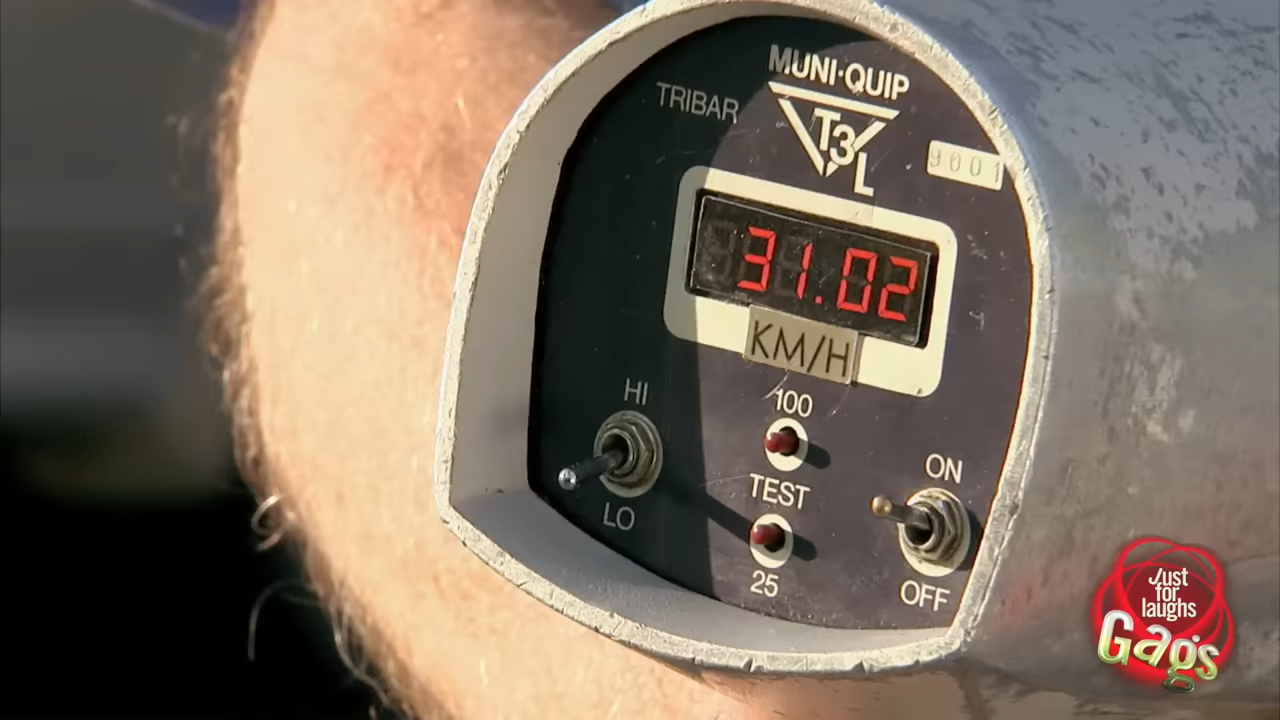 MUNI·QUIP
TRIBAR
T3
L
9001
31.02
KM/H
HI
100
ON
TEST
LO
25
OFF
Just
for
laughs
Gags